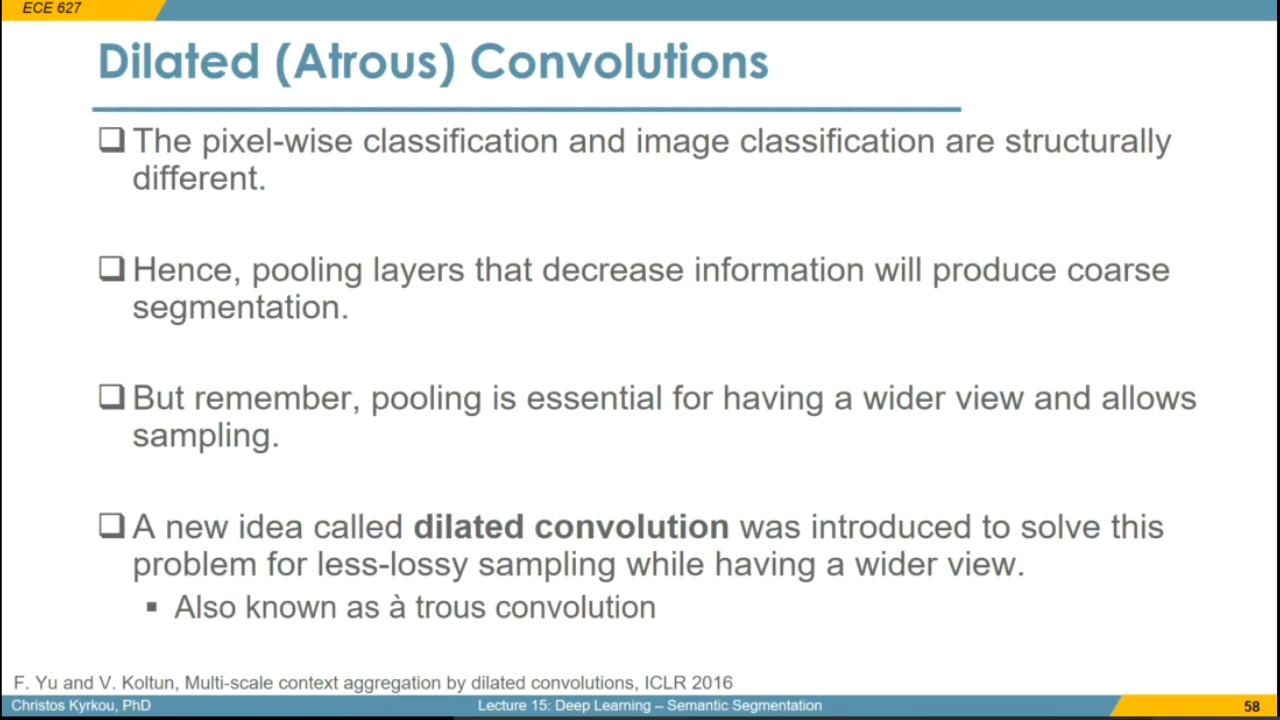 ECE 627
Dilated (Atrous) Convolutions
The pixel-wise classification and image classification are structurally
different.
Hence, pooling layers that decrease information will produce coarse
segmentation.
But remember, pooling is essential for having a wider view and allows
sampling.
A new idea called dilated convolution was introduced to solve this
problem for less-lossy sampling while having a wider view.
Also known as à trous convolution
F. Yu and V. Koltun, Multi-scale context aggregation by dilated convolutions, ICLR 2016
Christos Kyrkou, PhD
Lecture 15: Deep Learning – Semantic Segmentation
58